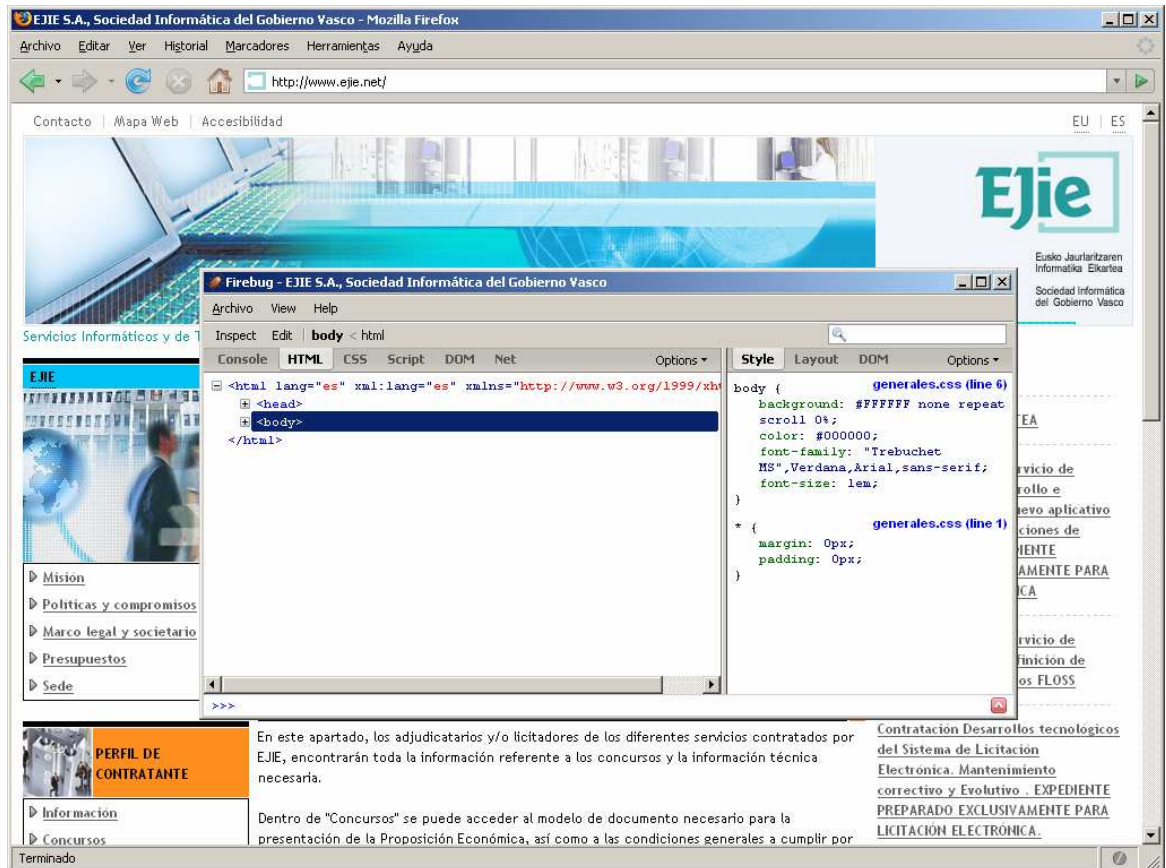 EJIE S.A., Sociedad Informática del Gobierno Vasco - Mozilla Firefox
Archivo Editar Ver Historial Marcadores Herramientas Ayuda
http://www.ejie.net/
Contacto | Mapa Web | Accesibilidad
EU | ES
EJie
Eusko Jaurlaritzaren
Informatika Elkartea
Sociedad Informática
del Gobierno Vasco
Servicios Informáticos y de T
Firebug - EJIE S.A., Sociedad Informática del Gobierno Vasco
Archivo View Help
Inspect Edit | body < html
Console HTML CSS Script DOM Net Options
Style Layout DOM Options
<html lang="es" xml:lang="es" xmlns="http://www.w3.org/1999/xh
<head>
<body>
</html>
body { generales.css (line 6)
background: #FFFFFF none repeat
scroll 0%;
color: #000000;
font-family: "Trebuchet
MS",Verdana,Arial,sans-serif;
font-size: 1em;
}
* { generales.css (line 1)
margin: 0px;
padding: 0px;
}
>>>
EJIE
Misión
Políticas y compromisos
Marco legal y societario
Presupuestos
Sede
TEA
rvicio de
rollo e
evo aplicativo
ciones de
IENTE
AMENTE PARA
ICA
rvicio de
finición de
os FLOSS
PERFIL DE
CONTRATANTE
Información
Concursos
En este apartado, los adjudicatarios y/o licitadores de los diferentes servicios contratados por
EJIE, encontrarán toda la información referente a los concursos y la información técnica
necesaria.
Dentro de "Concursos" se puede acceder al modelo de documento necesario para la
presentación de la Proposición Económica, así como a las condiciones generales a cumplir por
Contratación Desarrollos tecnológicos
del Sistema de Licitación
Electrónica. Mantenimiento
correctivo y Evolutivo . EXPEDIENTE
PREPARADO EXCLUSIVAMENTE PARA
LICITACIÓN ELECTRÓNICA.
Terminado